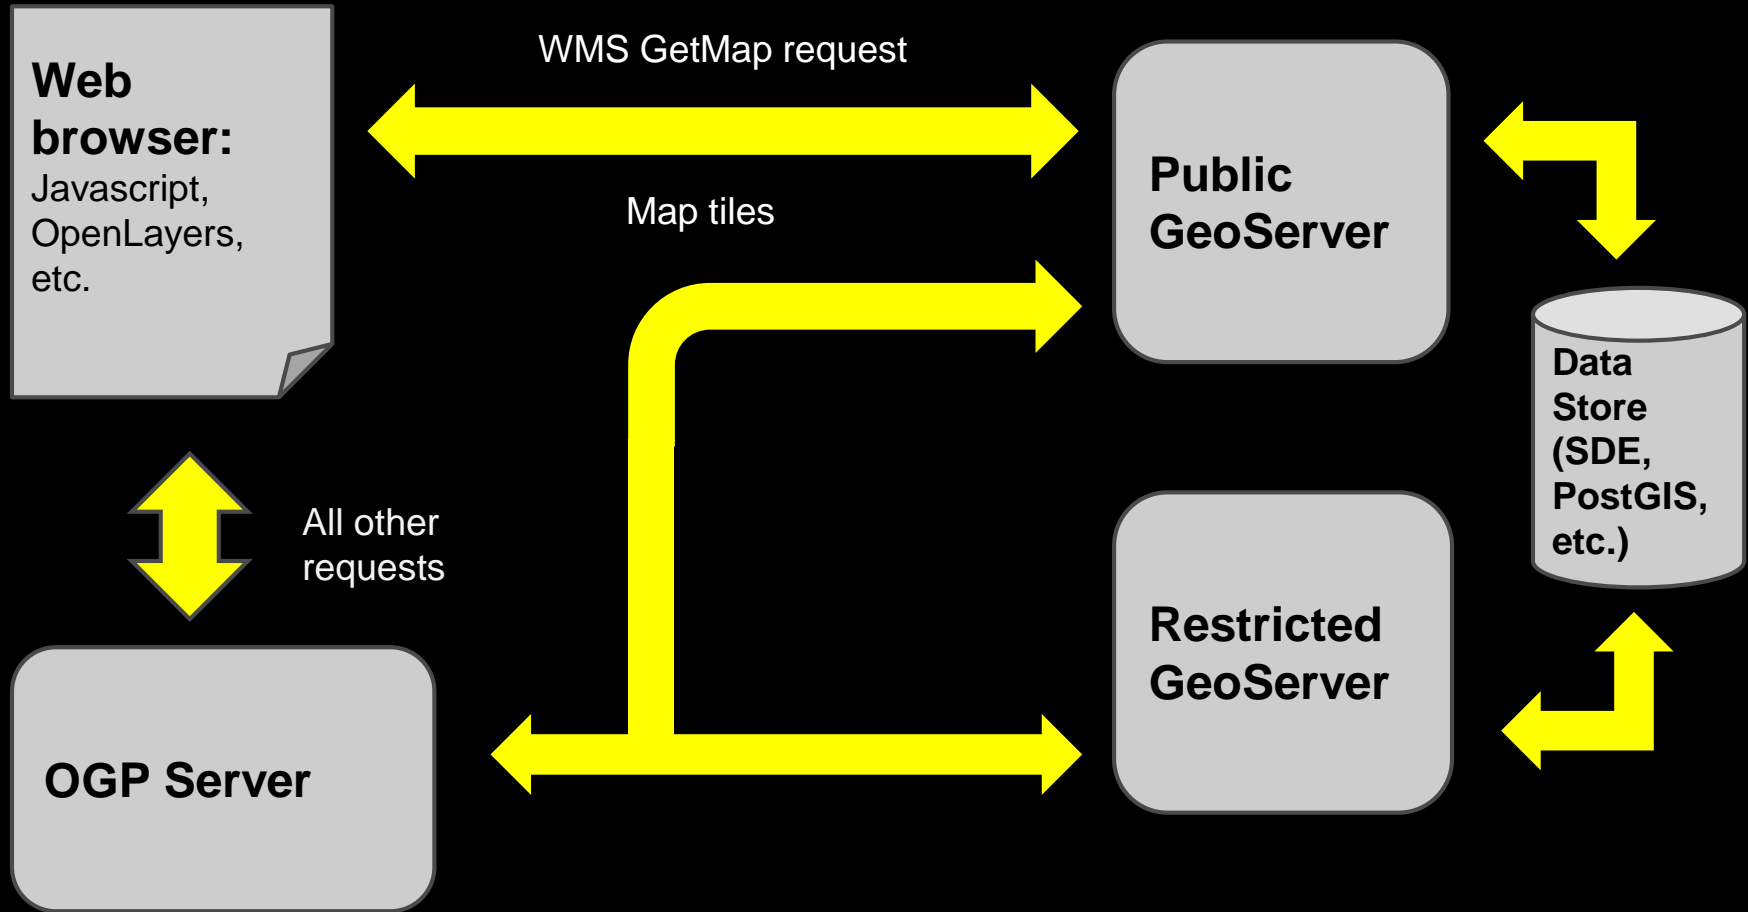 Web
browser:
Javascript,
OpenLayers,
etc.
WMS GetMap request
Map tiles
Public
GeoServer
Data
Store
(SDE,
PostGIS,
etc.)
All other
requests
Restricted
GeoServer
OGP Server